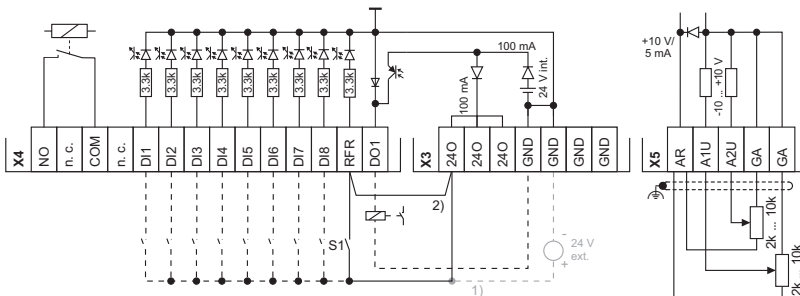 100 mA
+10 V/
5 mA
3.3k
3.3k
3.3k
3.3k
3.3k
3.3k
3.3k
3.3k
3.3k
100 mA
24 V int.
-10 ... +10 V
X4
NO
n. c.
COM
n. c.
DI1
DI2
DI3
DI4
DI5
DI6
DI7
DI8
RFR
DO1
X3
24O
24O
24O
GND
GND
GND
GND
X5
AR
A1U
A2U
GA
GA
2)
S1
24 V
ext.
1)
2k ... 10k
2k ... 10k